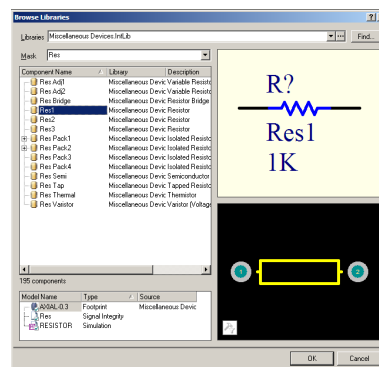 Browse Libraries
Libraries Miscellaneous Devices.IntLib Find...
Mask Res
Component Name Library Description
Res Adj1 Miscellaneous Devic Variable Resisto
Res Adj2 Miscellaneous Devic Variable Resisto
Res Bridge Miscellaneous Devic Resistor Bridge
Res1 Miscellaneous Devic Resistor
Res2 Miscellaneous Devic Resistor
Res3 Miscellaneous Devic Resistor
Res Pack1 Miscellaneous Devic Isolated Resisto
Res Pack2 Miscellaneous Devic Isolated Resisto
Res Pack3 Miscellaneous Devic Isolated Resisto
Res Pack4 Miscellaneous Devic Isolated Resisto
Res Semi Miscellaneous Devic Semiconductor
Res Tap Miscellaneous Devic Tapped Resisto
Res Thermal Miscellaneous Devic Thermistor
Res Varistor Miscellaneous Devic Varistor (Voltage
195 components
Model Name Type Source
AXIAL-0.3 Footprint Miscellaneous Devic
Res Signal Integrity
RESISTOR Simulation
R?
Res1
1K
1 2
OK Cancel